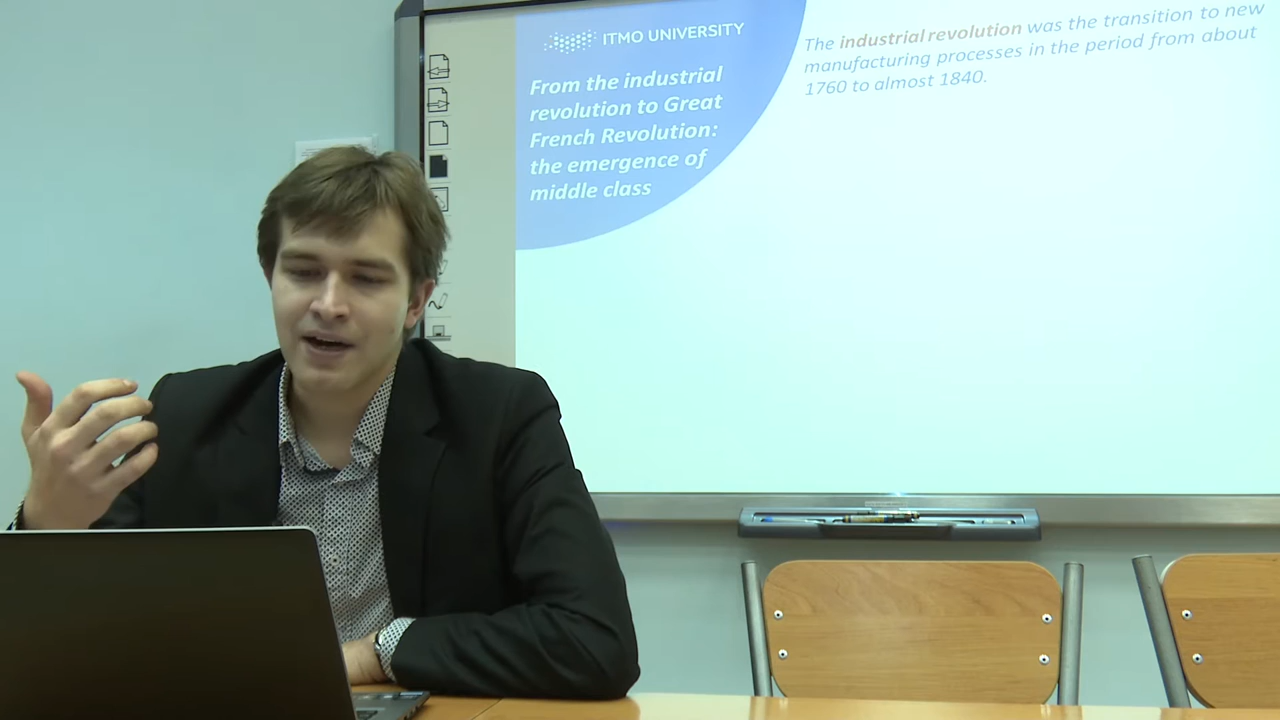 ITMO UNIVERSITY
From the industrial
revolution to Great
French Revolution:
the emergence of
middle class
The industrial revolution was the transition to new
manufacturing processes in the period from about
1760 to almost 1840.